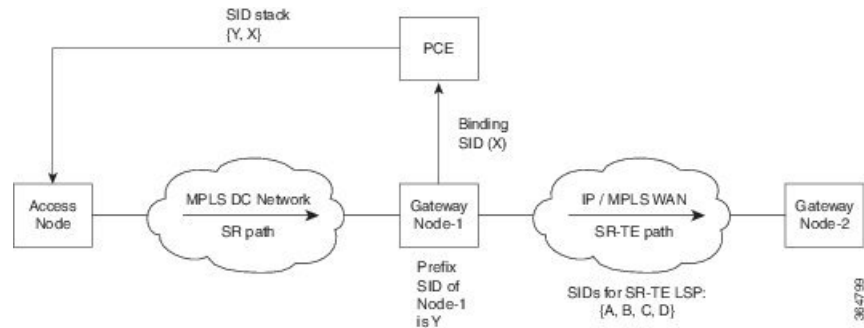 SID stack
{Y, X}
PCE
Binding
SID (X)
Access
Node
MPLS DC Network
SR path
Gateway
Node-1
IP / MPLS WAN
SR-TE path
Gateway
Node-2
Prefix
SID of
Node-1
is Y
SIDs for SR-TE LSP:
{A, B, C, D}
364799